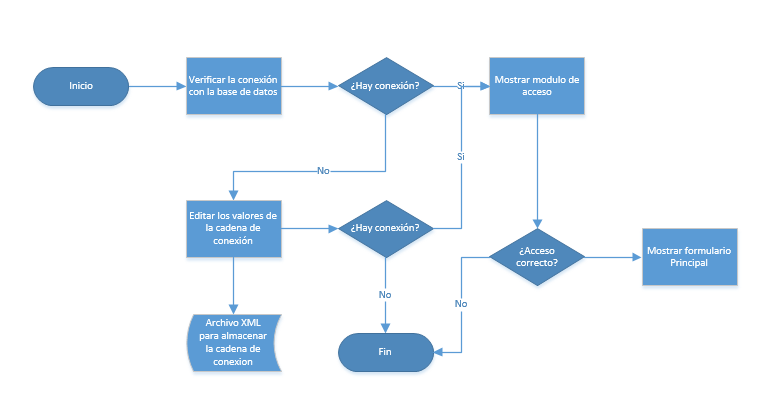 Inicio
Verificar la conexión
con la base de datos
¿Hay conexión?
Si
Mostrar modulo de
acceso
Si
No
Editar los valores de
la cadena de
conexión
¿Hay conexión?
¿Acceso
correcto?
Mostrar formulario
Principal
No
No
Archivo XML
para almacenar
la cadena de
conexion
Fin